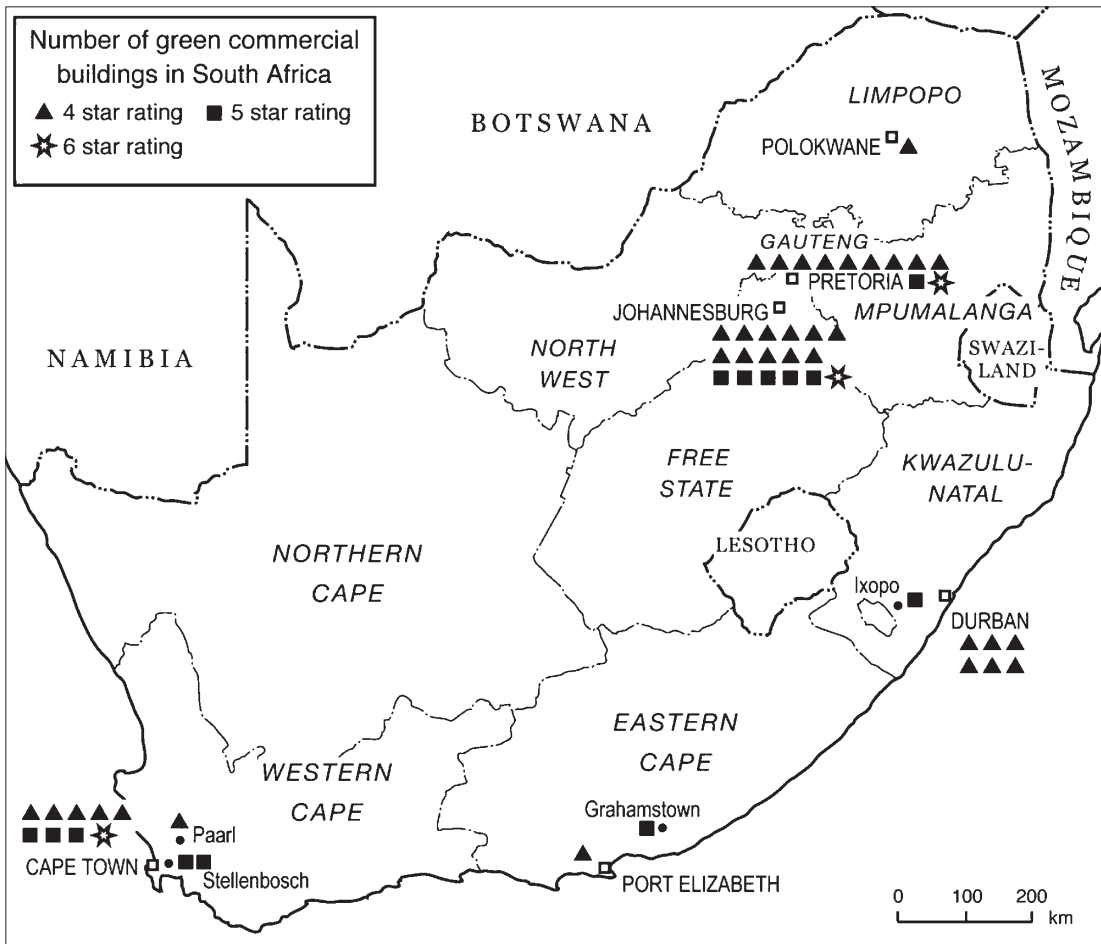 Number of green commercial
buildings in South Africa
4 star rating 5 star rating
6 star rating
BOTSWANA
LIMPOPO
MOZAMBIQUE
POLOKWANE
GAUTENG
PRETORIA
JOHANNESBURG
MPUMALANGA
NAMIBIA
NORTH
WEST
SWAZI-
LAND
FREE
STATE
KWAZULU-
NATAL
LESOTHO
NORTHERN
CAPE
Ixopo
DURBAN
EASTERN
CAPE
WESTERN
CAPE
Grahamstown
Paarl
CAPE TOWN
Stellenbosch
PORT ELIZABETH
0 100 200
km